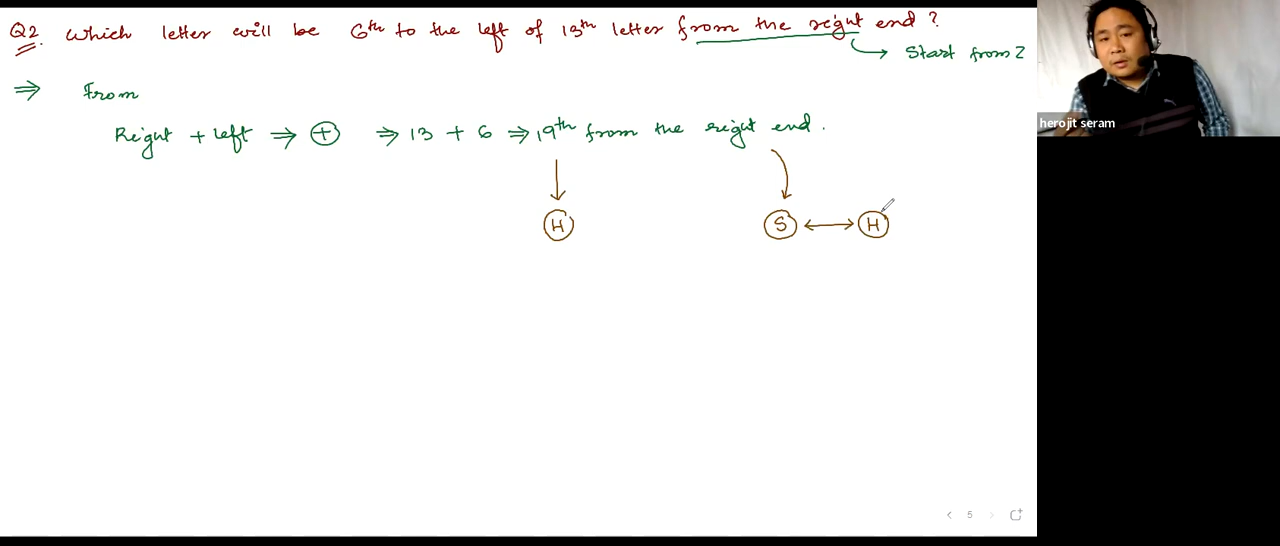 Q2. Which letter will be 6th to the left of 13th letter from the right end?
Start from Z
⇒ From
Right + left ⇒ (+) ⇒ 13 + 6 ⇒ 19th from the right end.
H S ↔ H
herojit seram
5